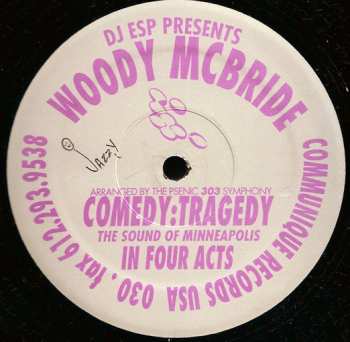 DJ ESP PRESENTS
WOODY MCBRIDE
Jazzy
ARRANGED BY THE PSENIC 303 SYMPHONY
COMEDY:TRAGEDY
THE SOUND OF MINNEAPOLIS
IN FOUR ACTS
COMMUNIQUE RECORDS USA 030, fax 612.293.9538